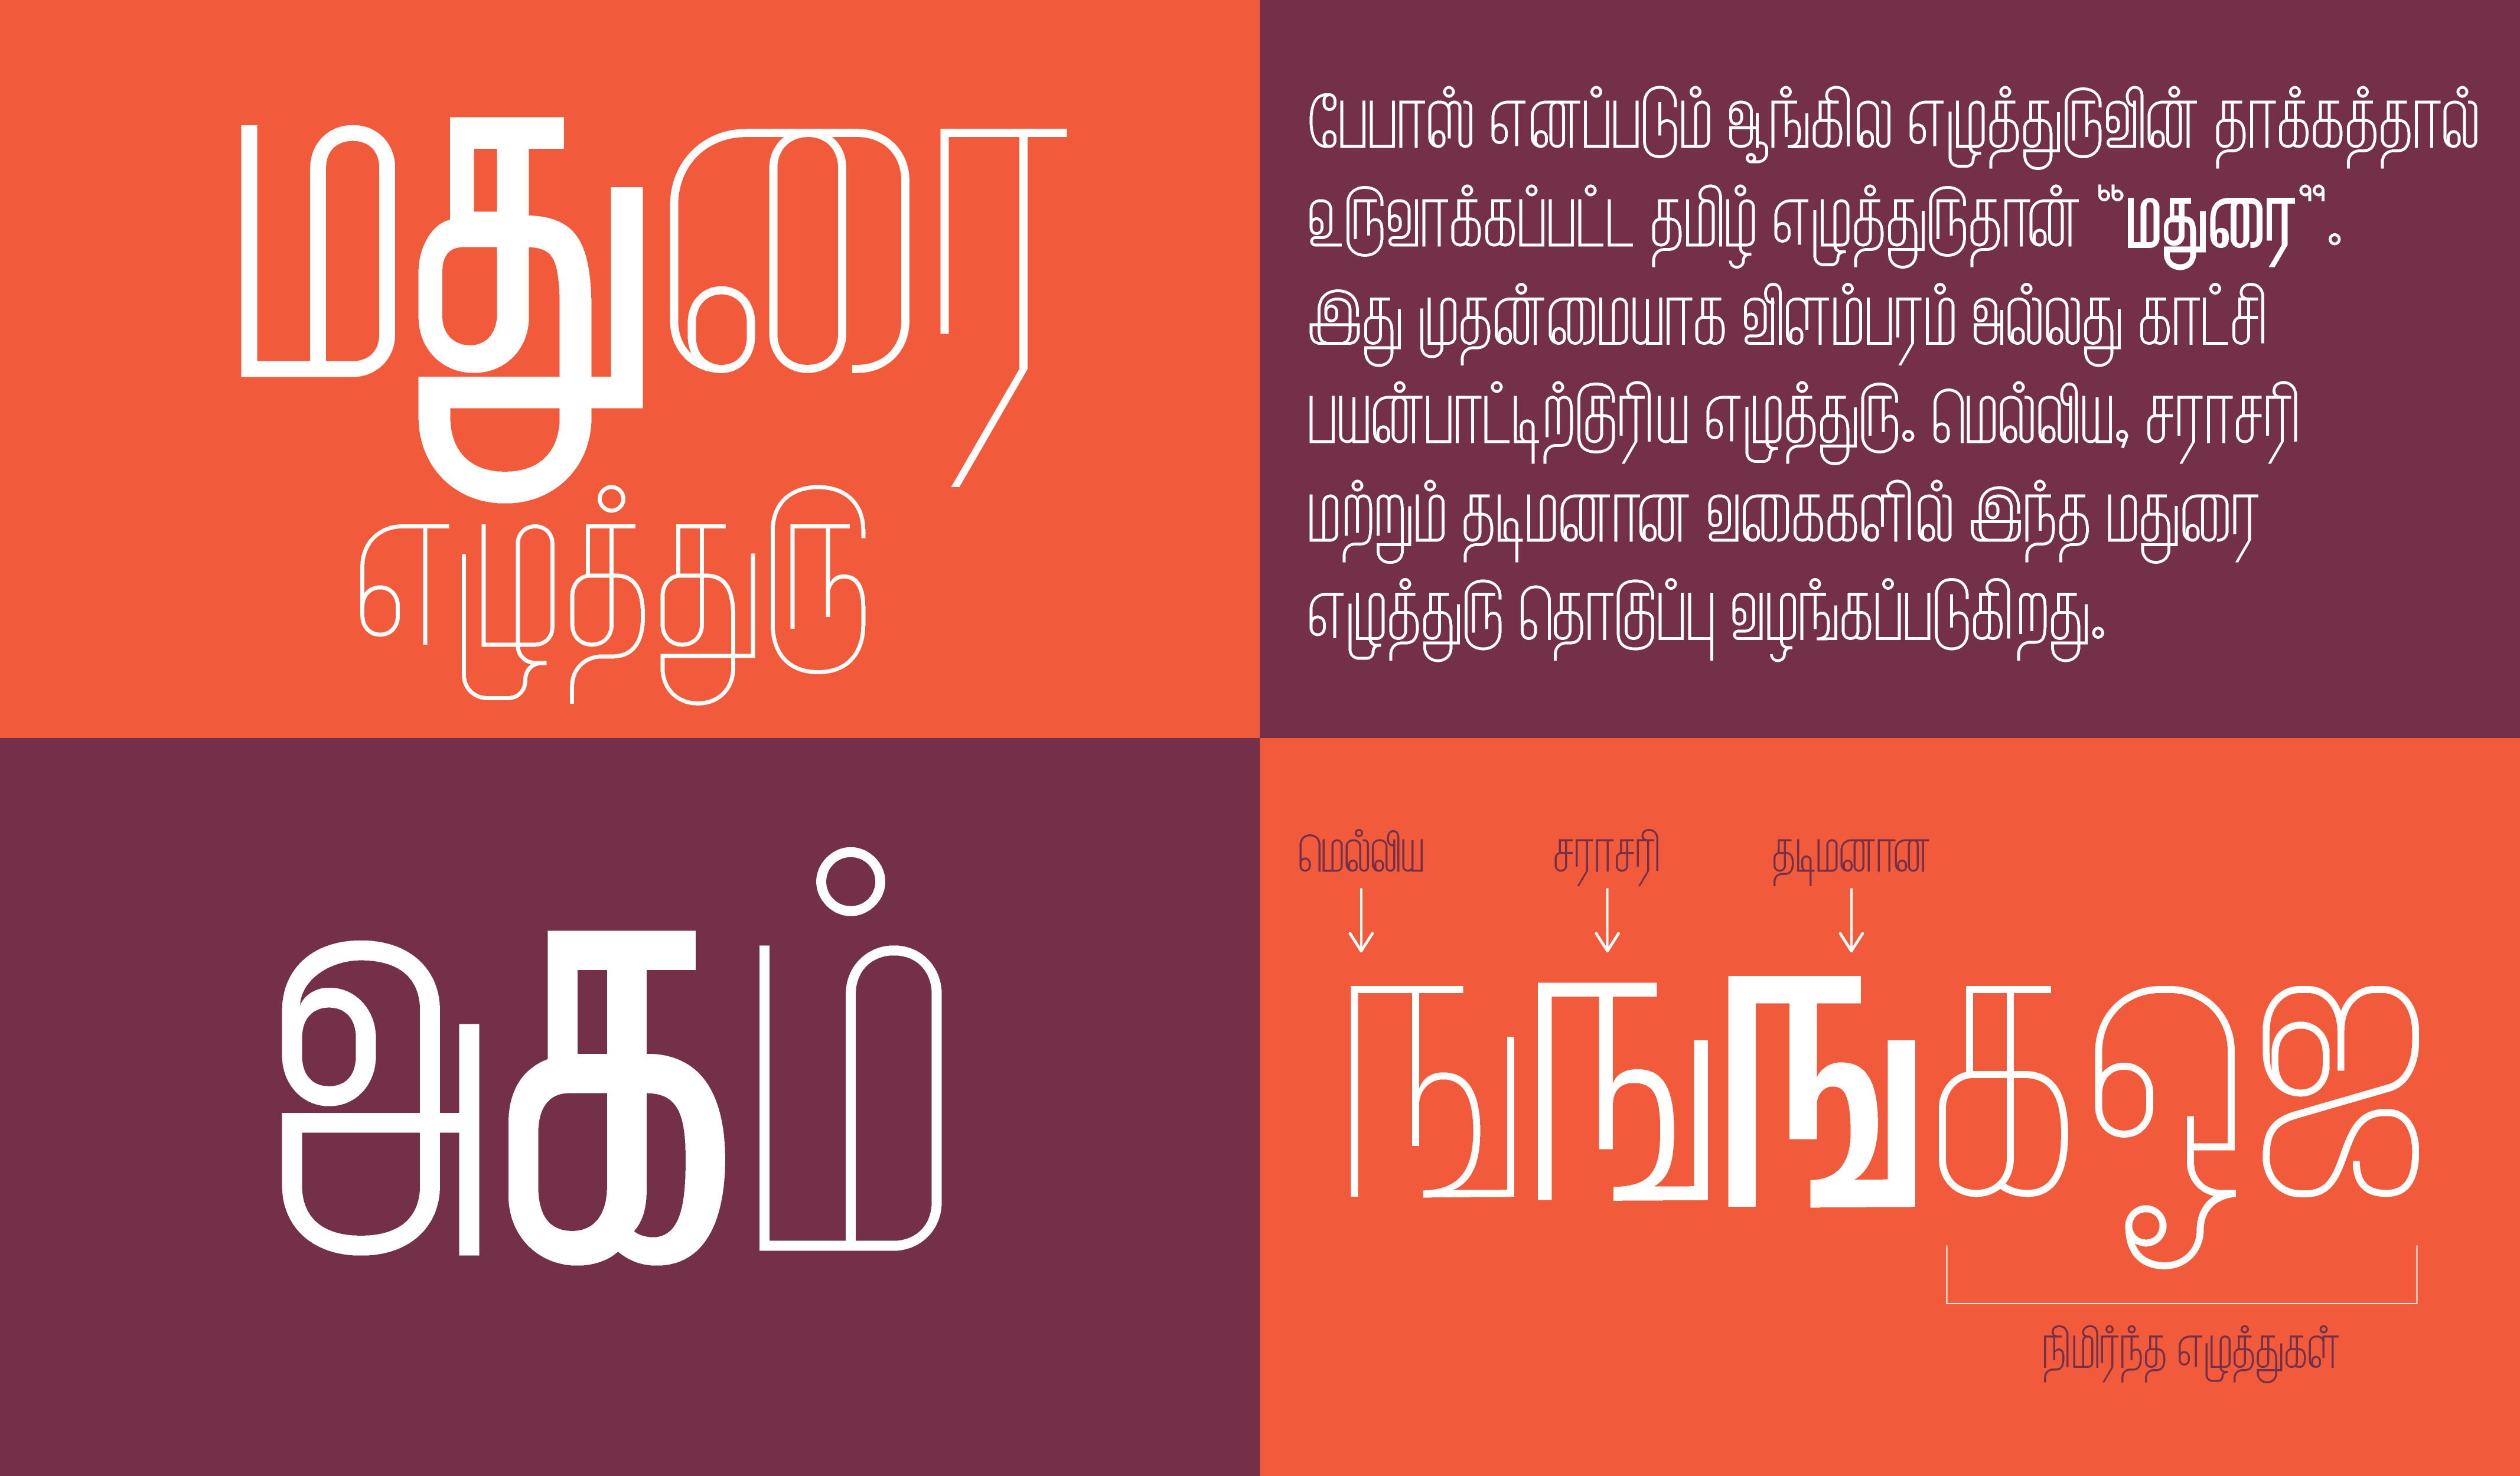 மதுரை
எழுத்துரு
பேபாஸ் எனப்படும் ஆங்கில எழுத்துருவின் தாக்கத்தால்
உருவாக்கப்பட்ட தமிழ் எழுத்துருதான் “மதுரை”.
இது முதன்மையாக விளம்பரம் அல்லது காட்சி
பயன்பாட்டிற்குரிய எழுத்துரு. மெல்லிய, சராசரி
மற்றும் தடிமனான வகைகளில் இந்த மதுரை
எழுத்துரு தொகுப்பு வழங்கப்படுகிறது.
அகம்
மெல்லிய சராசரி தடிமனான
ங ங ங க ஒ ஜ
நிமிர்ந்த எழுத்துகள்